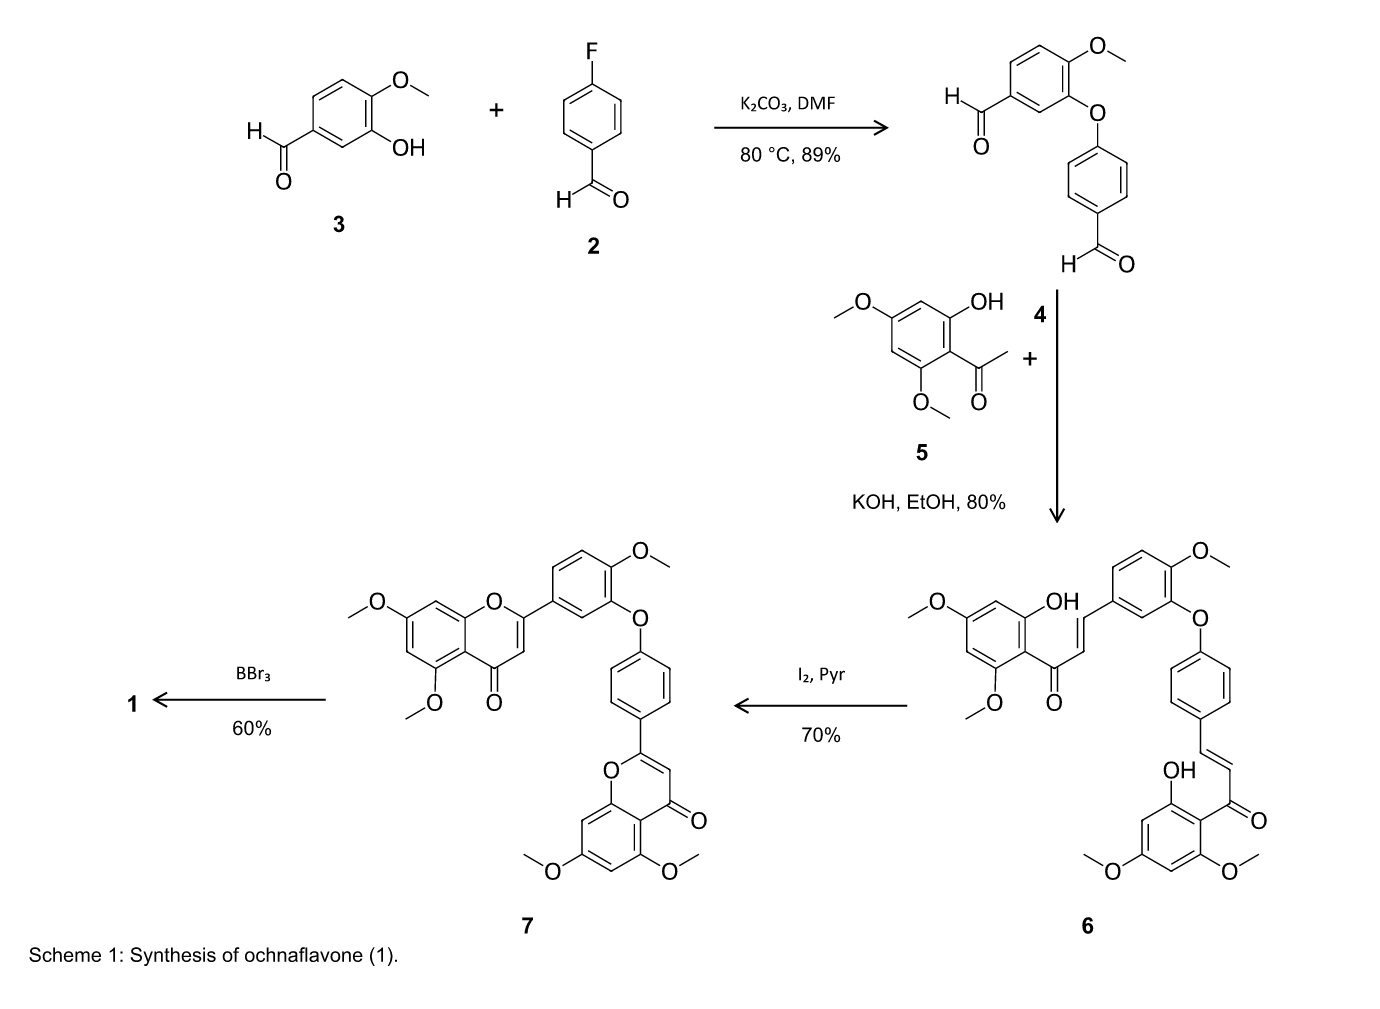 F
O
H
O
OH
3
+
H
O
2
K₂CO₃, DMF
80 °C, 89%
O
H
O
O
H
O
4
O
OH
+
O
O
5
KOH, EtOH, 80%
O
O
OH
O
O
O
OH
O
O
O
6
I₂, Pyr
70%
O
O
O
O
O
O
O
O
O
O
7
BBr₃
60%
1
Scheme 1: Synthesis of ochnaflavone (1).